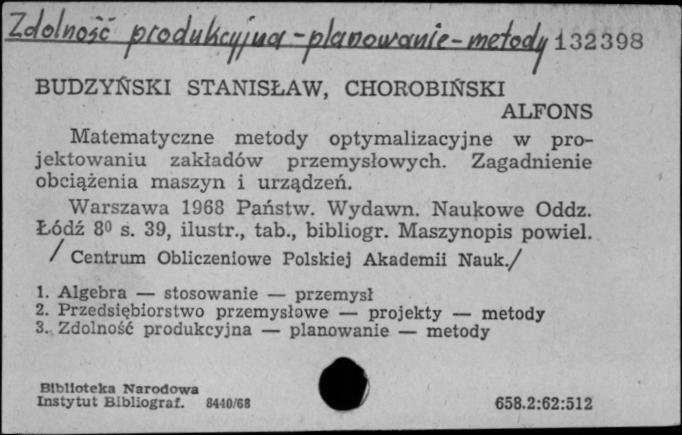 Zdolność produkcyjna - planowanie - metody 132398
BUDZYŃSKI STANISŁAW, CHOROBIŃSKI
ALFONS
Matematyczne metody optymalizacyjne w pro-
jektowaniu zakładów przemysłowych. Zagadnienie
obciążenia maszyn i urządzeń.
Warszawa 1968 Państw. Wydawn. Naukowe Oddz.
Łódź 8⁰ s. 39, ilustr., tab., bibliogr. Maszynopis powiel.
/ Centrum Obliczeniowe Polskiej Akademii Nauk./
1. Algebra — stosowanie — przemysł
2. Przedsiębiorstwo przemysłowe — projekty — metody
3. Zdolność produkcyjna — planowanie — metody
Biblioteka Narodowa
Instytut Bibliograf. 8440/68 658.2:62:512